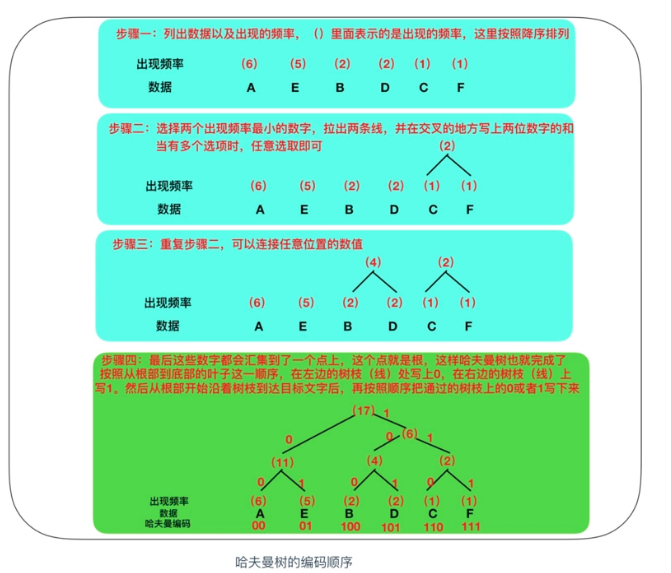 步骤一：列出数据以及出现的频率，（）里面表示的是出现的频率，这里按照降序排列
出现频率 (6) (5) (2) (2) (1) (1)
数据 A E B D C F
步骤二：选择两个出现频率最小的数字，拉出两条线，并在交叉的地方写上两位数字的和
当有多个选项时，任意选取即可 (2)
出现频率 (6) (5) (2) (2) (1) (1)
数据 A E B D C F
步骤三：重复步骤二，可以连接任意位置的数值
(4) (2)
出现频率 (6) (5) (2) (2) (1) (1)
数据 A E B D C F
步骤四：最后这些数字都会汇集到了一个点上，这个点就是根，这样哈夫曼树也就完成了
按照从根部到底部的叶子这一顺序，在左边的树枝（线）处写上0，在右边的树枝（线）上
写1，然后从根部开始沿着树枝到达目标文字后，再按照顺序把通过的树枝上的0或者1写下来
(17) 1
0 0 (6) 1
(11) (4) (2)
0 1 0 1 0 1
出现频率 (6) (5) (2) (2) (1) (1)
数据 A E B D C F
哈夫曼编码 00 01 100 101 110 111
哈夫曼树的编码顺序